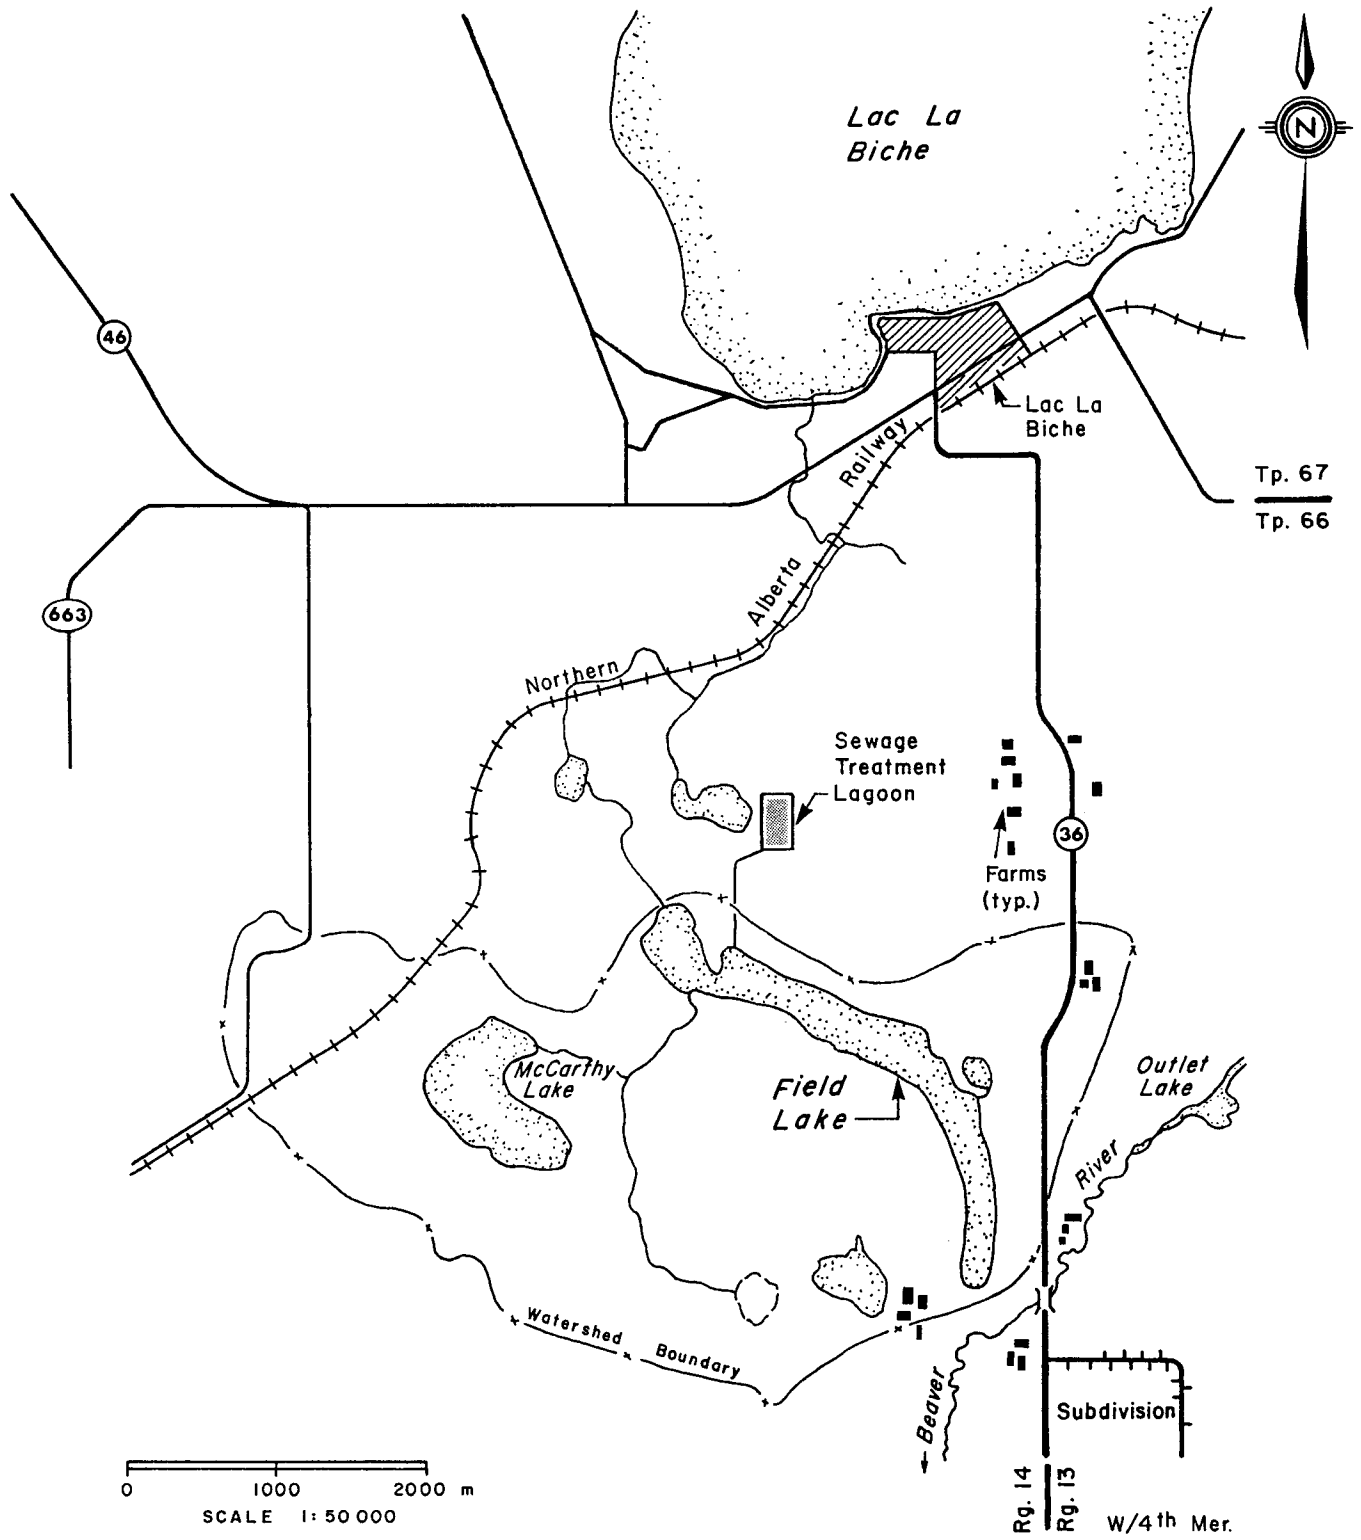 Lac La
Biche
N
46
Lac La
Biche
Railway
Tp. 67
Tp. 66
663
Alberta
Northern
Sewage
Treatment
Lagoon
36
Farms
(typ.)
McCarthy
Lake
Field
Lake
Outlet
Lake
River
Watershed Boundary
Beaver
Subdivision
0 1000 2000 m
SCALE 1:50 000
Rg. 14
Rg. 13
W/4th Mer.